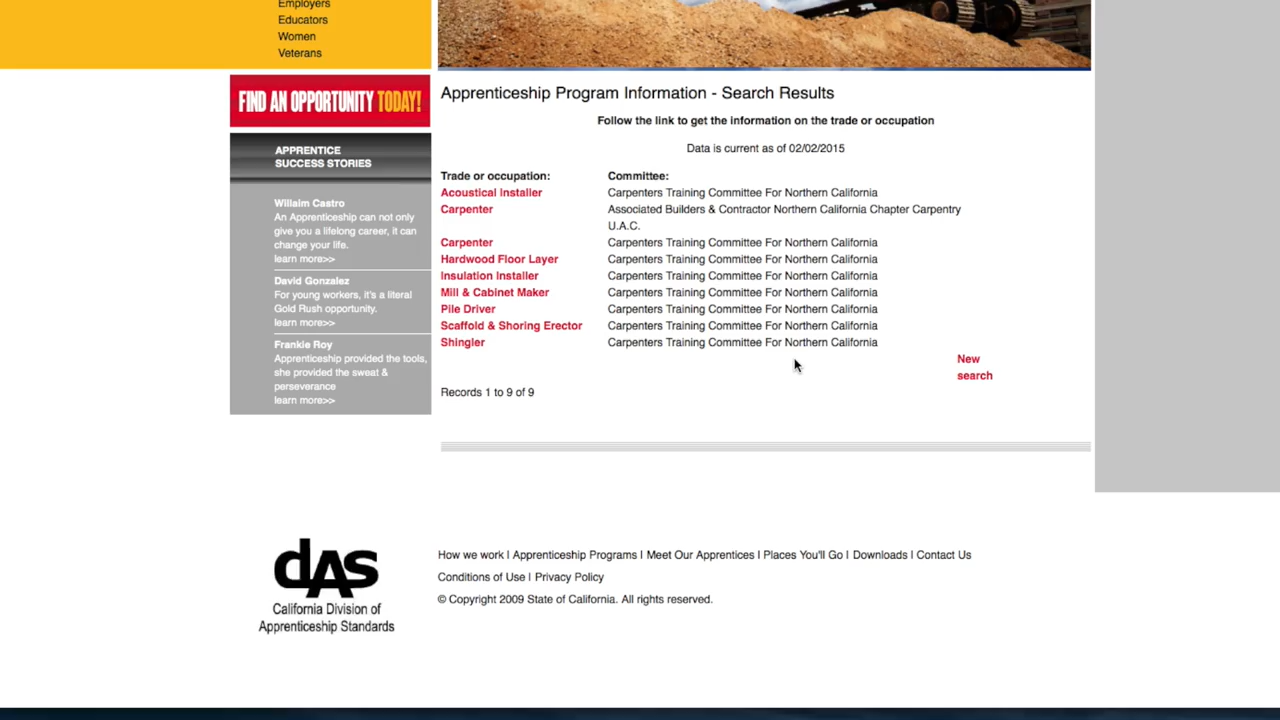 Employers
Educators
Women
Veterans
FIND AN OPPORTUNITY TODAY!
APPRENTICE
SUCCESS STORIES
Willaim Castro
An Apprenticeship can not only
give you a lifelong career, it can
change your life.
learn more>>
David Gonzalez
For young workers, it's a literal
Gold Rush opportunity.
learn more>>
Frankie Roy
Apprenticeship provided the tools,
she provided the sweat &
perseverance
learn more>>
Apprenticeship Program Information - Search Results
Follow the link to get the information on the trade or occupation
Data is current as of 02/02/2015
Trade or occupation: Committee:
Acoustical Installer Carpenters Training Committee For Northern California
Carpenter Associated Builders & Contractor Northern California Chapter Carpentry
U.A.C.
Carpenter Carpenters Training Committee For Northern California
Hardwood Floor Layer Carpenters Training Committee For Northern California
Insulation Installer Carpenters Training Committee For Northern California
Mill & Cabinet Maker Carpenters Training Committee For Northern California
Pile Driver Carpenters Training Committee For Northern California
Scaffold & Shoring Erector Carpenters Training Committee For Northern California
Shingler Carpenters Training Committee For Northern California
New
search
Records 1 to 9 of 9
dAS
California Division of
Apprenticeship Standards
How we work | Apprenticeship Programs | Meet Our Apprentices | Places You'll Go | Downloads | Contact Us
Conditions of Use | Privacy Policy
© Copyright 2009 State of California. All rights reserved.